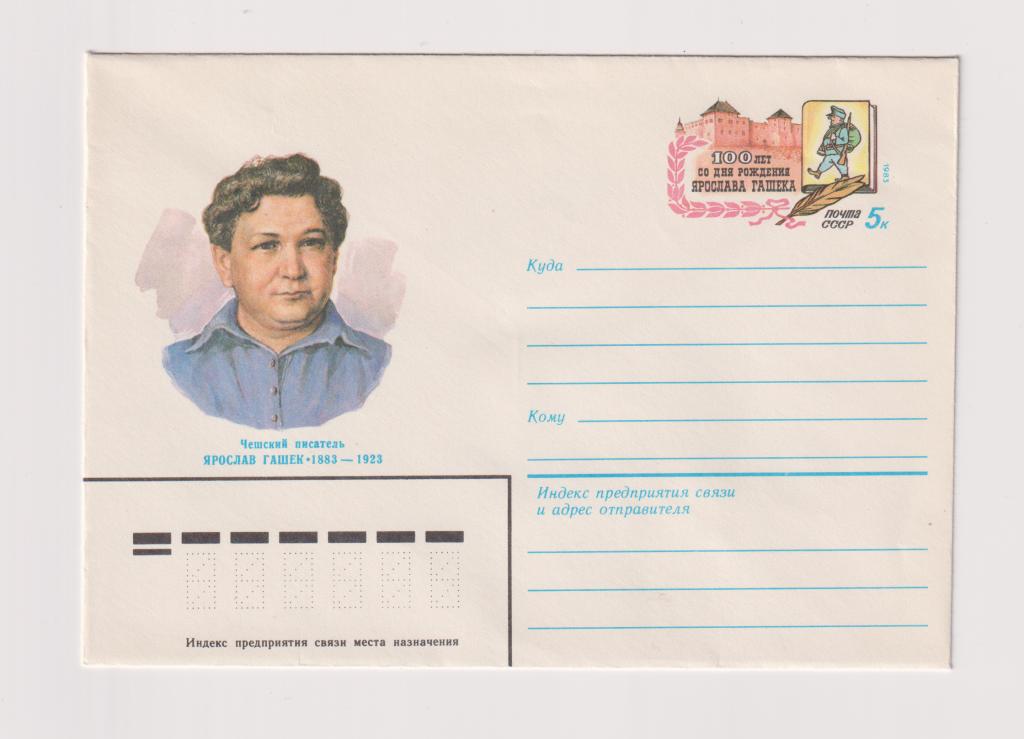 100 ЛЕТ
СО ДНЯ РОЖДЕНИЯ
ЯРОСЛАВА ГАШЕКА
1983
ПОЧТА
СССР 5к
Куда
Кому
Чешский писатель
ЯРОСЛАВ ГАШЕК • 1883 — 1923
Индекс предприятия связи
и адрес отправителя
Индекс предприятия связи места назначения